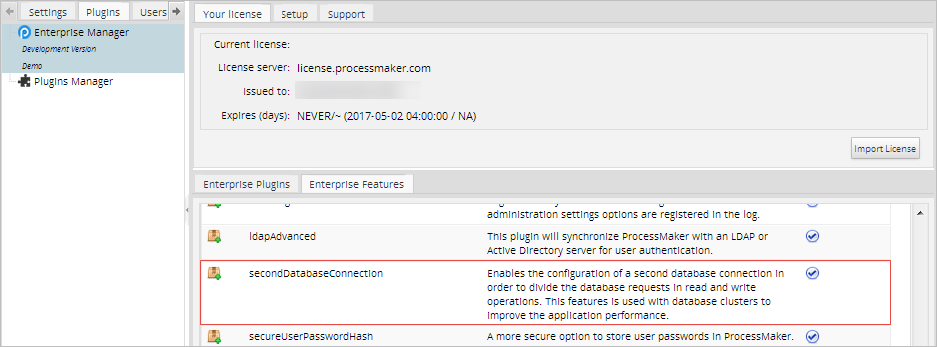 Settings
Plugins
Users
Enterprise Manager
Development Version
Demo
Plugins Manager
Your license
Setup
Support
Current license:
License server: license.processmaker.com
Issued to:
Expires (days): NEVER/~ (2017-05-02 04:00:00 / NA)
Import License
Enterprise Plugins
Enterprise Features
administration settings options are registered in the log.
ldapAdvanced
This plugin will synchronize ProcessMaker with an LDAP or
Active Directory server for user authentication.
secondDatabaseConnection
Enables the configuration of a second database connection in
order to divide the database requests in read and write
operations. This features is used with database clusters to
improve the application performance.
secureUserPasswordHash
A more secure option to store user passwords in ProcessMaker.